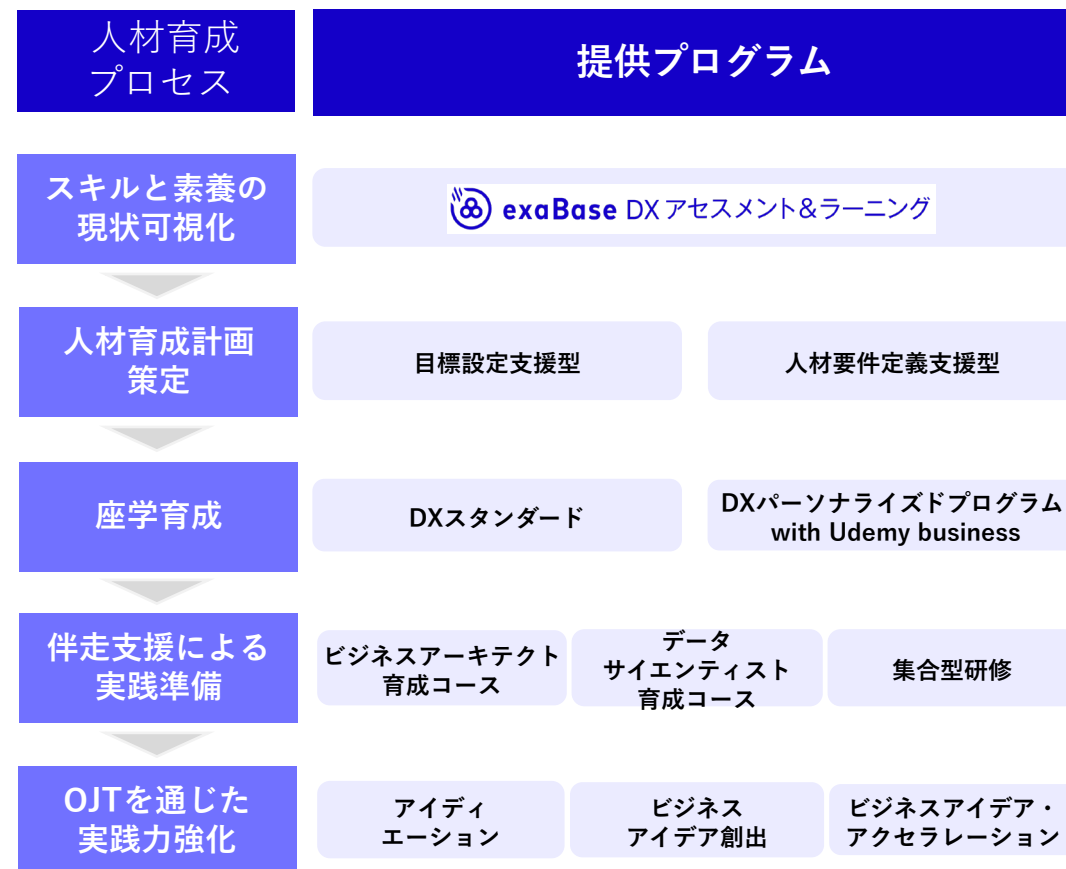 人材育成
プロセス
提供プログラム
スキルと素養の
現状可視化
exaBase DX アセスメント&ラーニング
人材育成計画
策定
目標設定支援型
人材要件定義支援型
座学育成
DXスタンダード
DXパーソナライズドプログラム
with Udemy business
伴走支援による
実践準備
ビジネスアーキテクト
育成コース
データ
サイエンティスト
育成コース
集合型研修
OJTを通じた
実践力強化
アイディ
エーション
ビジネス
アイデア創出
ビジネスアイデア・
アクセラレーション